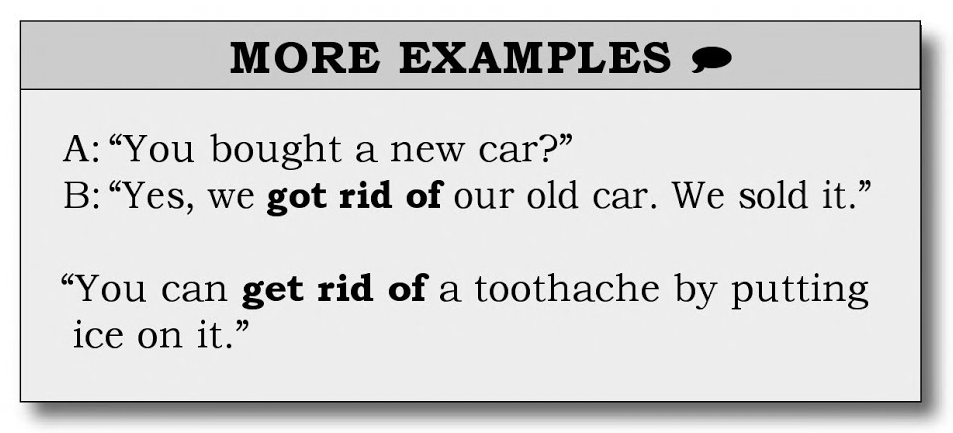 MORE EXAMPLES
A: “You bought a new car?”
B: “Yes, we got rid of our old car. We sold it.”
“You can get rid of a toothache by putting
ice on it.”